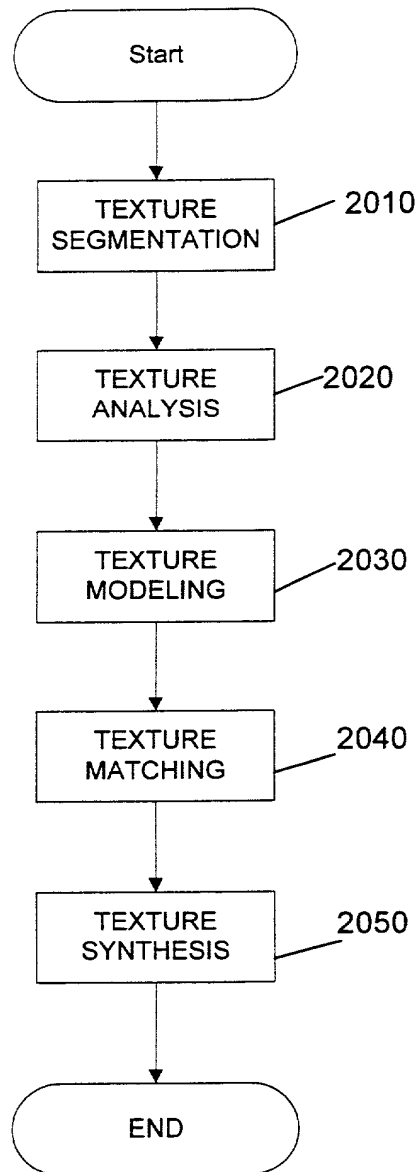 Start
TEXTURE
SEGMENTATION
2010
TEXTURE
ANALYSIS
2020
TEXTURE
MODELING
2030
TEXTURE
MATCHING
2040
TEXTURE
SYNTHESIS
2050
END